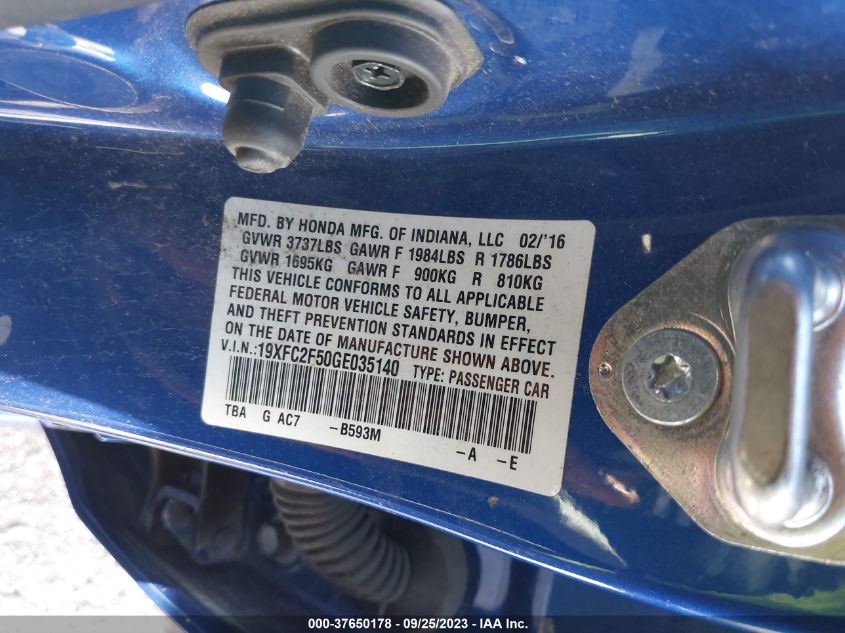 MFD. BY HONDA MFG. OF INDIANA, LLC 02/'16
GVWR 3737LBS GAWR F 1984LBS R 1786LBS
GVWR 1695KG GAWR F 900KG R 810KG
THIS VEHICLE CONFORMS TO ALL APPLICABLE
FEDERAL MOTOR VEHICLE SAFETY, BUMPER,
AND THEFT PREVENTION STANDARDS IN EFFECT
ON THE DATE OF MANUFACTURE SHOWN ABOVE.
V.I.N.:19XFC2F50GE035140 TYPE: PASSENGER CAR
TBA G AC7 -B593M -A -E
000-37650178 - 09/25/2023 - IAA Inc.